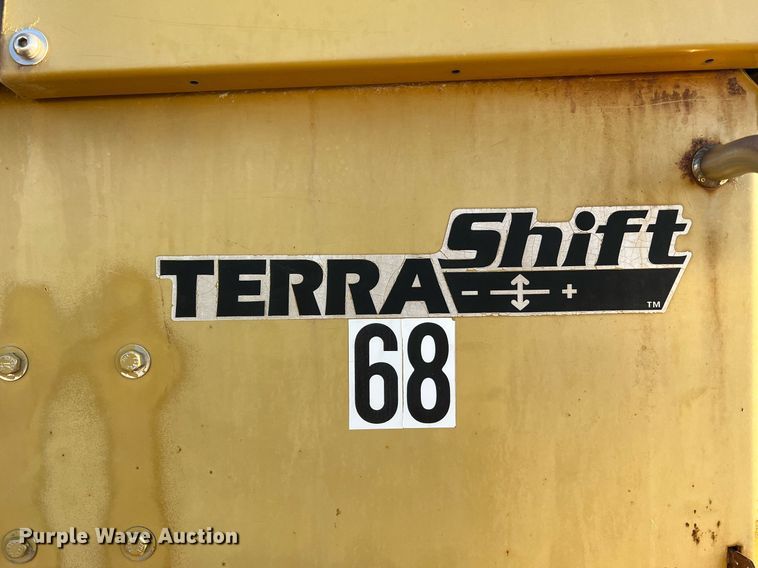 TERRA Shift
- +
TM
68
Purple Wave Auction